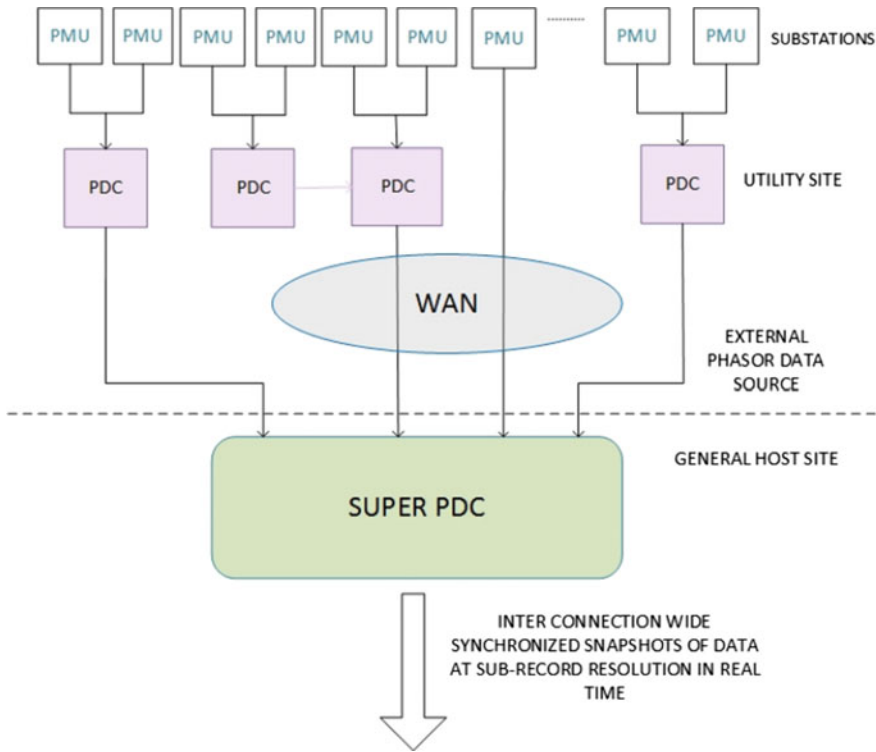 PMU PMU PMU PMU PMU PMU PMU PMU PMU SUBSTATIONS
PDC PDC PDC PDC UTILITY SITE
WAN
EXTERNAL
PHASOR DATA
SOURCE
GENERAL HOST SITE
SUPER PDC
INTER CONNECTION WIDE
SYNCHRONIZED SNAPSHOTS OF DATA
AT SUB-RECORD RESOLUTION IN REAL
TIME